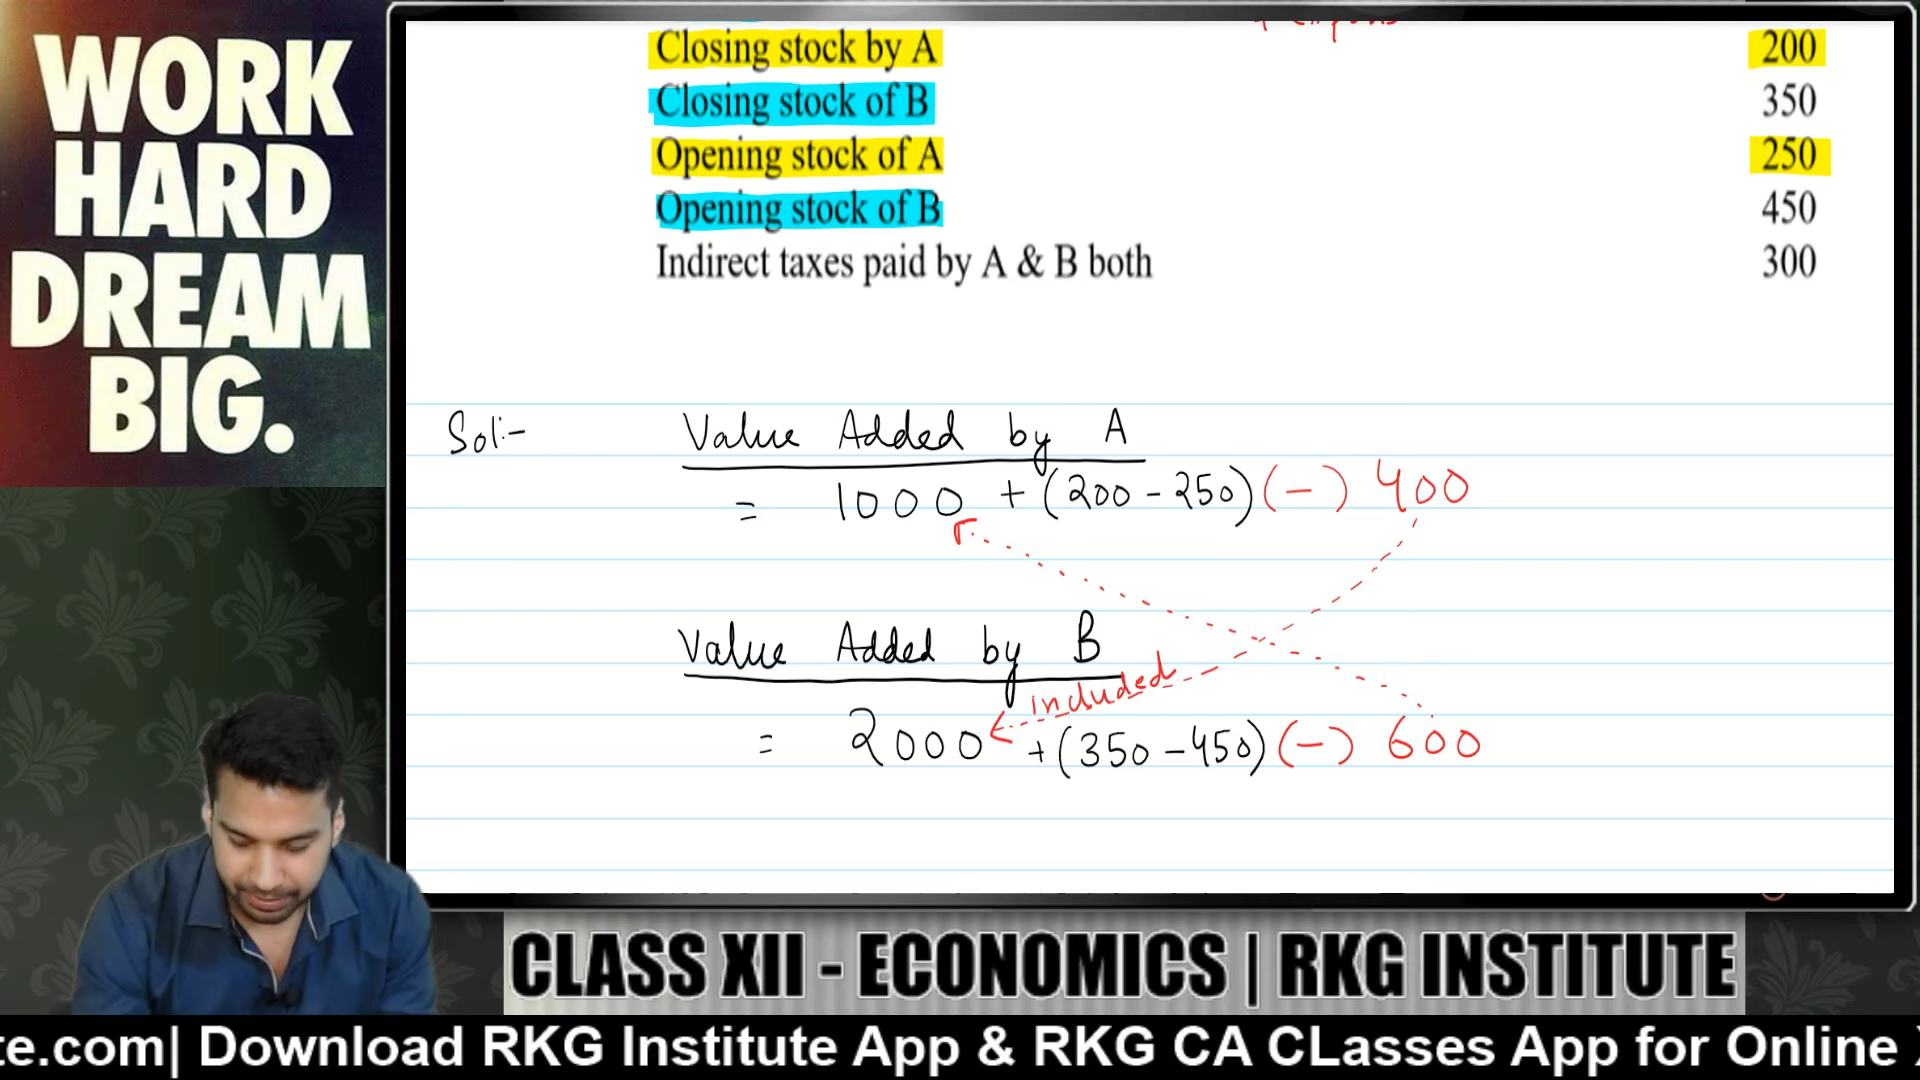 WORK
HARD
DREAM
BIG.
Closing stock by A 200
Closing stock of B 350
Opening stock of A 250
Opening stock of B 450
Indirect taxes paid by A & B both 300
Sol:- Value Added by A
= 1000 + (200 - 250) (-) 400
Value Added by B
included
= 2000 + (350 - 450) (-) 600
CLASS XII - ECONOMICS | RKG INSTITUTE
te.com| Download RKG Institute App & RKG CA CLasses App for Online